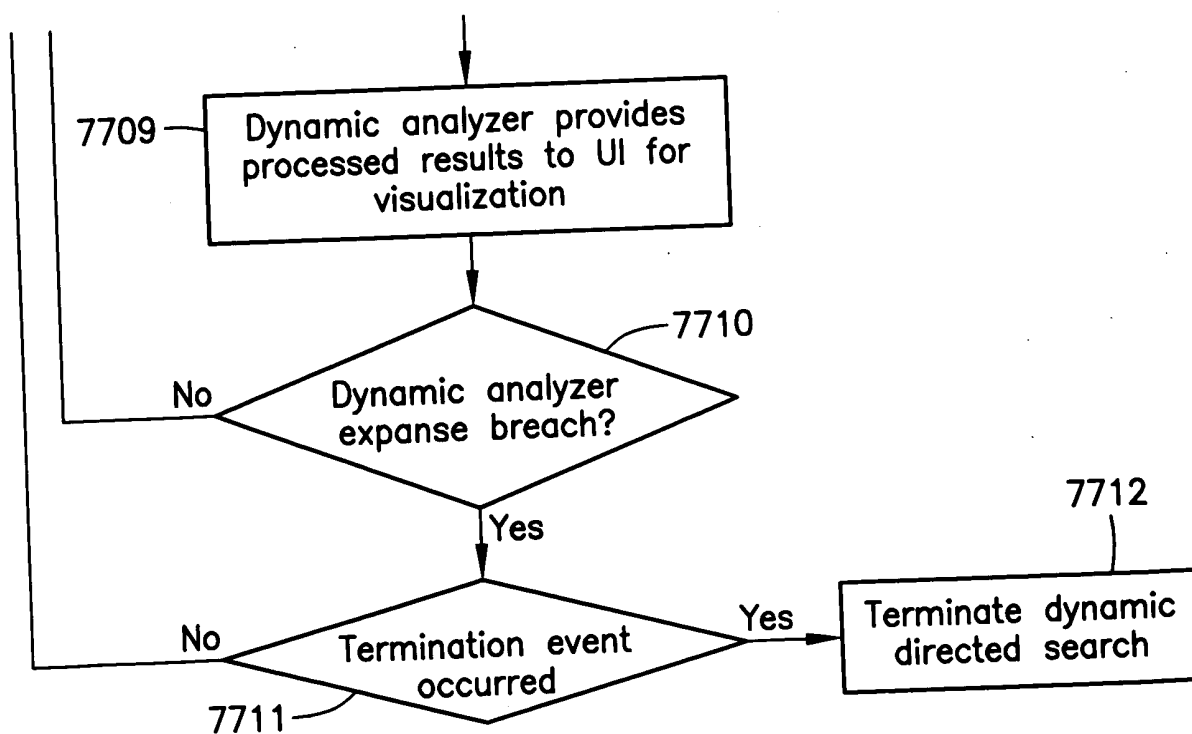 7709
Dynamic analyzer provides
processed results to UI for
visualization
7710
No
Dynamic analyzer
expanse breach?
Yes
7712
No
Termination event
occurred
Yes
Terminate dynamic
directed search
7711